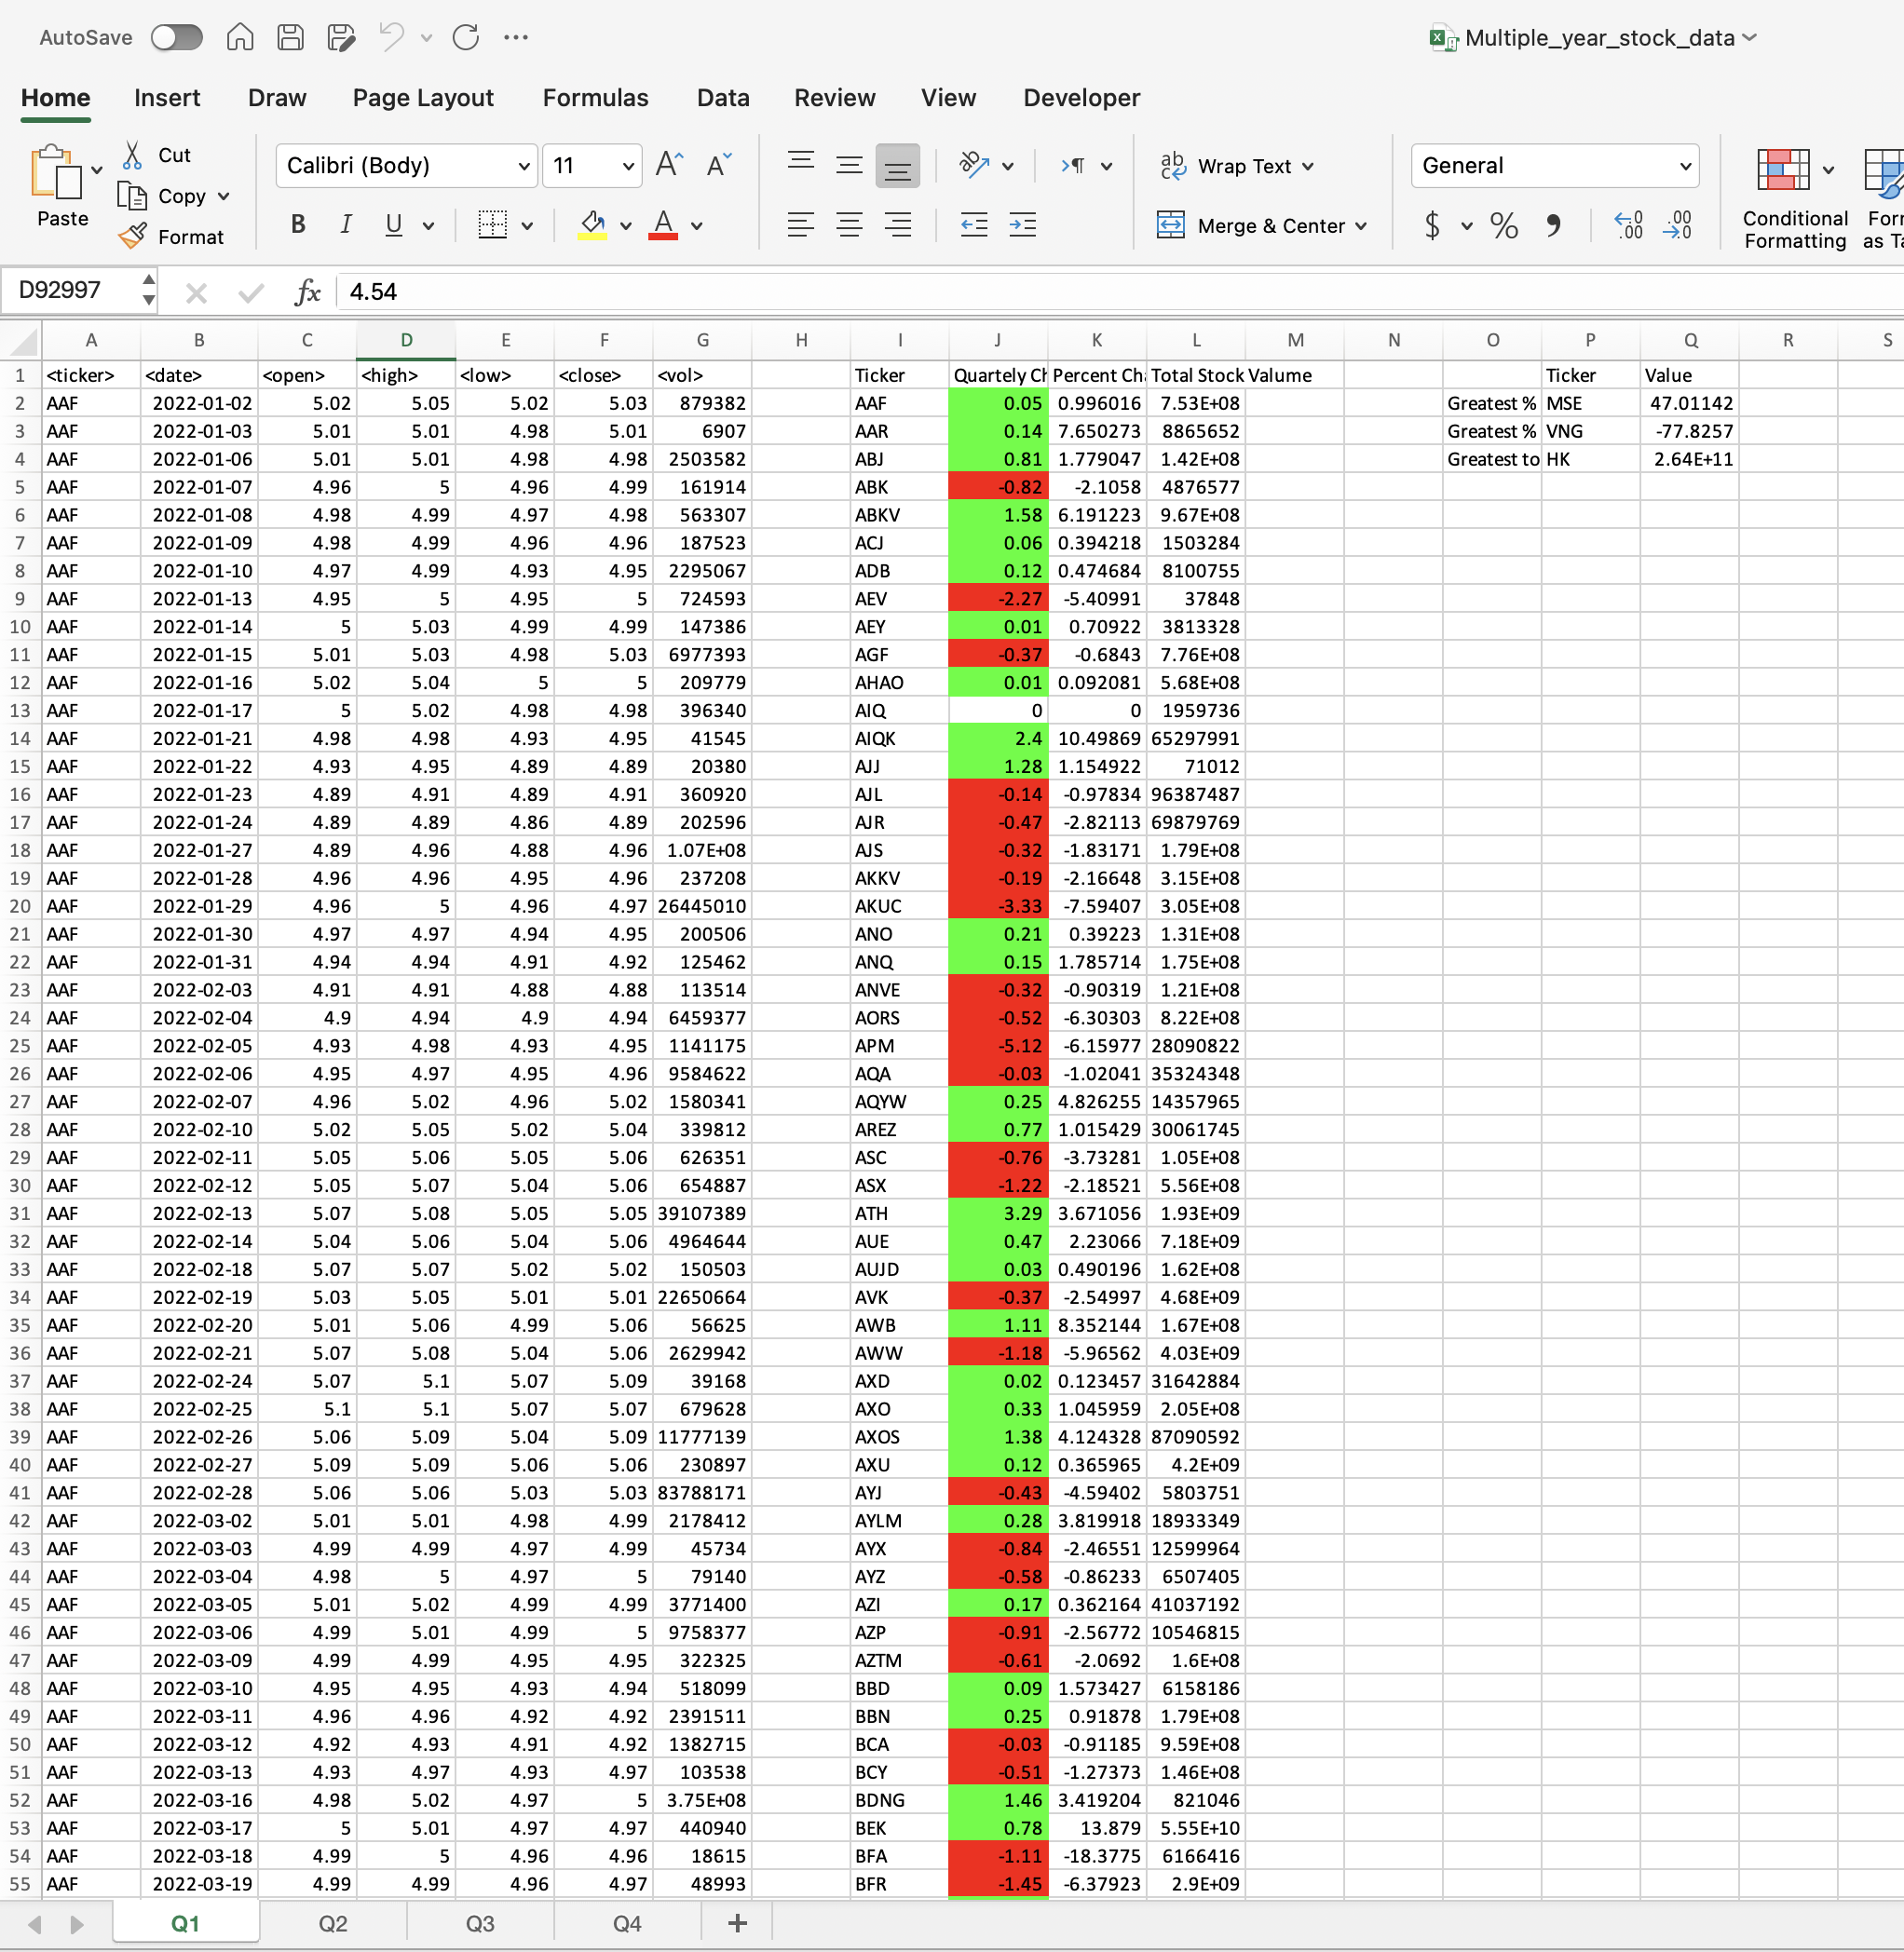 AutoSave Multiple_year_stock_data
Home Insert Draw Page Layout Formulas Data Review View Developer
Paste Cut Copy Format Calibri (Body) 11 A^ A˅ Wrap Text General Conditional Formatting For as Ta
B I U A Merge & Center $ % 9 .00 .00 0
D92997 fx 4.54
A B C D E F G H I J K L M N O P Q R S
1 <ticker> <date> <open> <high> <low> <close> <vol> Ticker Quartely Ch Percent Cha Total Stock Valume Ticker Value
2 AAF 2022-01-02 5.02 5.05 5.02 5.03 879382 AAF 0.05 0.996016 7.53E+08 Greatest % MSE 47.01142
3 AAF 2022-01-03 5.01 5.01 4.98 5.01 6907 AAR 0.14 7.650273 8865652 Greatest % VNG -77.8257
4 AAF 2022-01-06 5.01 5.01 4.98 4.98 2503582 ABJ 0.81 1.779047 1.42E+08 Greatest to HK 2.64E+11
5 AAF 2022-01-07 4.96 5 4.96 4.99 161914 ABK -0.82 -2.1058 4876577
6 AAF 2022-01-08 4.98 4.99 4.97 4.98 563307 ABKV 1.58 6.191223 9.67E+08
7 AAF 2022-01-09 4.98 4.99 4.96 4.96 187523 ACJ 0.06 0.394218 1503284
8 AAF 2022-01-10 4.97 4.99 4.93 4.95 2295067 ADB 0.12 0.474684 8100755
9 AAF 2022-01-13 4.95 5 4.95 5 724593 AEV -2.27 -5.40991 37848
10 AAF 2022-01-14 5 5.03 4.99 4.99 147386 AEY 0.01 0.70922 3813328
11 AAF 2022-01-15 5.01 5.03 4.98 5.03 6977393 AGF -0.37 -0.6843 7.76E+08
12 AAF 2022-01-16 5.02 5.04 5 5 209779 AHAO 0.01 0.092081 5.68E+08
13 AAF 2022-01-17 5 5.02 4.98 4.98 396340 AIQ 0 0 1959736
14 AAF 2022-01-21 4.98 4.98 4.93 4.95 41545 AIQK 2.4 10.49869 65297991
15 AAF 2022-01-22 4.93 4.95 4.89 4.89 20380 AJJ 1.28 1.154922 71012
16 AAF 2022-01-23 4.89 4.91 4.89 4.91 360920 AJL -0.14 -0.97834 96387487
17 AAF 2022-01-24 4.89 4.89 4.86 4.89 202596 AJR -0.47 -2.82113 69879769
18 AAF 2022-01-27 4.89 4.96 4.88 4.96 1.07E+08 AJS -0.32 -1.83171 1.79E+08
19 AAF 2022-01-28 4.96 4.96 4.95 4.96 237208 AKKV -0.19 -2.16648 3.15E+08
20 AAF 2022-01-29 4.96 5 4.96 4.97 26445010 AKUC -3.33 -7.59407 3.05E+08
21 AAF 2022-01-30 4.97 4.97 4.94 4.95 200506 ANO 0.21 0.39223 1.31E+08
22 AAF 2022-01-31 4.94 4.94 4.91 4.92 125462 ANQ 0.15 1.785714 1.75E+08
23 AAF 2022-02-03 4.91 4.91 4.88 4.88 113514 ANVE -0.32 -0.90319 1.21E+08
24 AAF 2022-02-04 4.9 4.94 4.9 4.94 6459377 AORS -0.52 -6.30303 8.22E+08
25 AAF 2022-02-05 4.93 4.98 4.93 4.95 1141175 APM -5.12 -6.15977 28090822
26 AAF 2022-02-06 4.95 4.97 4.95 4.96 9584622 AQA -0.03 -1.02041 35324348
27 AAF 2022-02-07 4.96 5.02 4.96 5.02 1580341 AQYW 0.25 4.826255 14357965
28 AAF 2022-02-10 5.02 5.05 5.02 5.04 339812 AREZ 0.77 1.015429 30061745
29 AAF 2022-02-11 5.05 5.06 5.05 5.06 626351 ASC -0.76 -3.73281 1.05E+08
30 AAF 2022-02-12 5.05 5.07 5.04 5.06 654887 ASX -1.22 -2.18521 5.56E+08
31 AAF 2022-02-13 5.07 5.08 5.05 5.05 39107389 ATH 3.29 3.671056 1.93E+09
32 AAF 2022-02-14 5.04 5.06 5.04 5.06 4964644 AUE 0.47 2.23066 7.18E+09
33 AAF 2022-02-18 5.07 5.07 5.02 5.02 150503 AUJD 0.03 0.490196 1.62E+08
34 AAF 2022-02-19 5.03 5.05 5.01 5.01 22650664 AVK -0.37 -2.54997 4.68E+09
35 AAF 2022-02-20 5.01 5.06 4.99 5.06 56625 AWB 1.11 8.352144 1.67E+08
36 AAF 2022-02-21 5.07 5.08 5.04 5.06 2629942 AWW -1.18 -5.96562 4.03E+09
37 AAF 2022-02-24 5.07 5.1 5.07 5.09 39168 AXD 0.02 0.123457 31642884
38 AAF 2022-02-25 5.1 5.1 5.07 5.07 679628 AXO 0.33 1.045959 2.05E+08
39 AAF 2022-02-26 5.06 5.09 5.04 5.09 11777139 AXOS 1.38 4.124328 87090592
40 AAF 2022-02-27 5.09 5.09 5.06 5.06 230897 AXU 0.12 0.365965 4.2E+09
41 AAF 2022-02-28 5.06 5.06 5.03 5.03 83788171 AYJ -0.43 -4.59402 5803751
42 AAF 2022-03-02 5.01 5.01 4.98 4.99 2178412 AYLM 0.28 3.819918 18933349
43 AAF 2022-03-03 4.99 4.99 4.97 4.99 45734 AYX -0.84 -2.46551 12599964
44 AAF 2022-03-04 4.98 5 4.97 5 79140 AYZ -0.58 -0.86233 6507405
45 AAF 2022-03-05 5.01 5.02 4.99 4.99 3771400 AZI 0.17 0.362164 41037192
46 AAF 2022-03-06 4.99 5.01 4.99 5 9758377 AZP -0.91 -2.56772 10546815
47 AAF 2022-03-09 4.99 4.99 4.95 4.95 322325 AZTM -0.61 -2.0692 1.6E+08
48 AAF 2022-03-10 4.95 4.95 4.93 4.94 518099 BBD 0.09 1.573427 6158186
49 AAF 2022-03-11 4.96 4.96 4.92 4.92 2391511 BBN 0.25 0.91878 1.79E+08
50 AAF 2022-03-12 4.92 4.93 4.91 4.92 1382715 BCA -0.03 -0.91185 9.59E+08
51 AAF 2022-03-13 4.93 4.97 4.93 4.97 103538 BCY -0.51 -1.27373 1.46E+08
52 AAF 2022-03-16 4.98 5.02 4.97 5 3.75E+08 BDNG 1.46 3.419204 821046
53 AAF 2022-03-17 5 5.01 4.97 4.97 440940 BEK 0.78 13.879 5.55E+10
54 AAF 2022-03-18 4.99 5 4.96 4.96 18615 BFA -1.11 -18.3775 6166416
55 AAF 2022-03-19 4.99 4.99 4.96 4.97 48993 BFR -1.45 -6.37923 2.9E+09
Q1 Q2 Q3 Q4 +